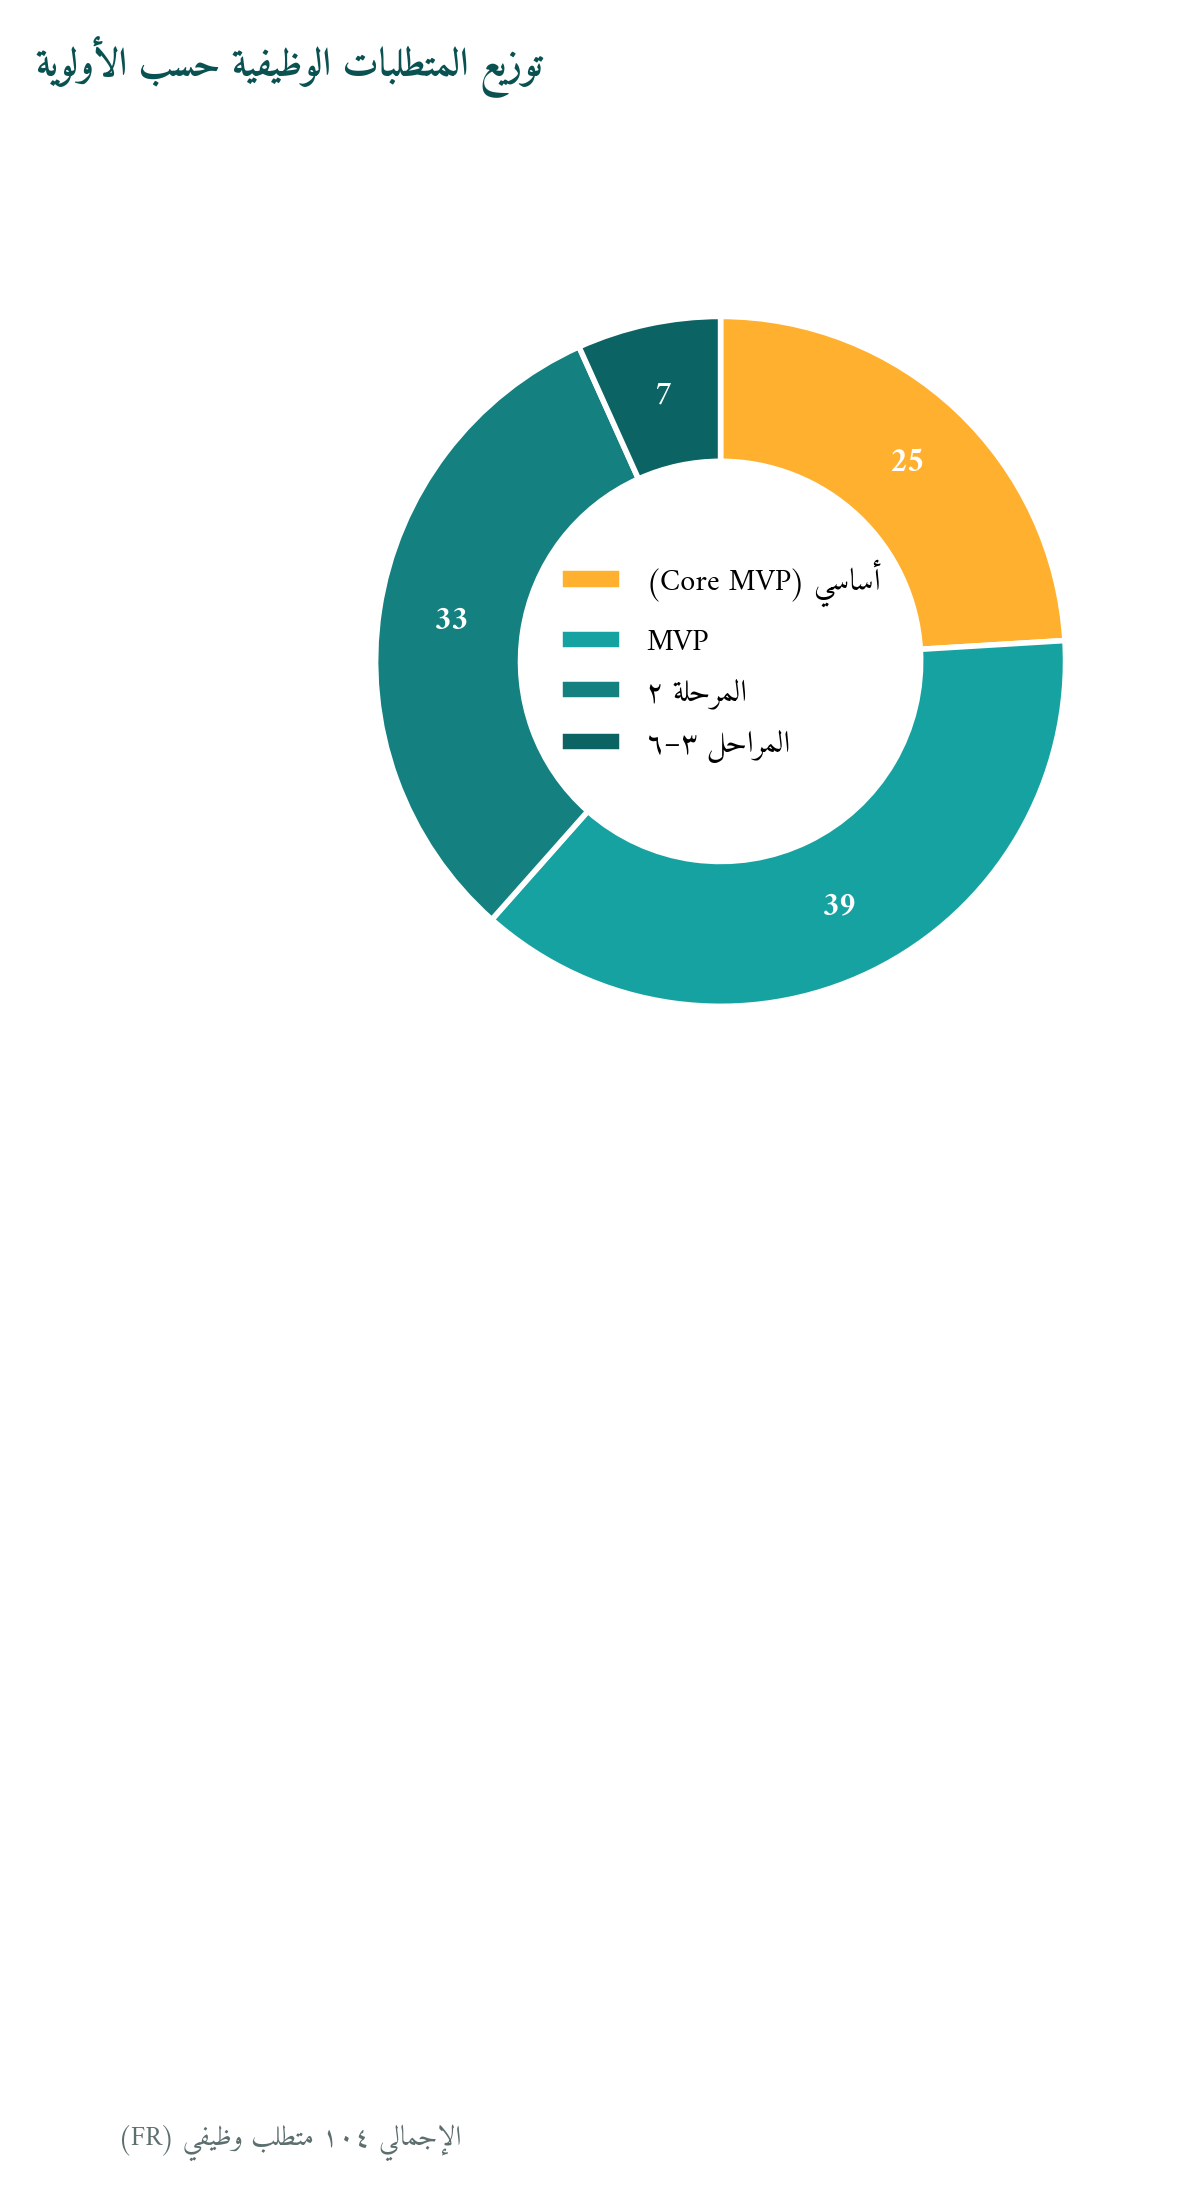 توزيع المتطلبات الوظيفية حسب الأولوية
7
25
33
أساسي (Core MVP)
MVP
المرحلة ٢
المراحل ٣–٦
39
الإجمالي ١٠٤ متطلب وظيفي (FR)